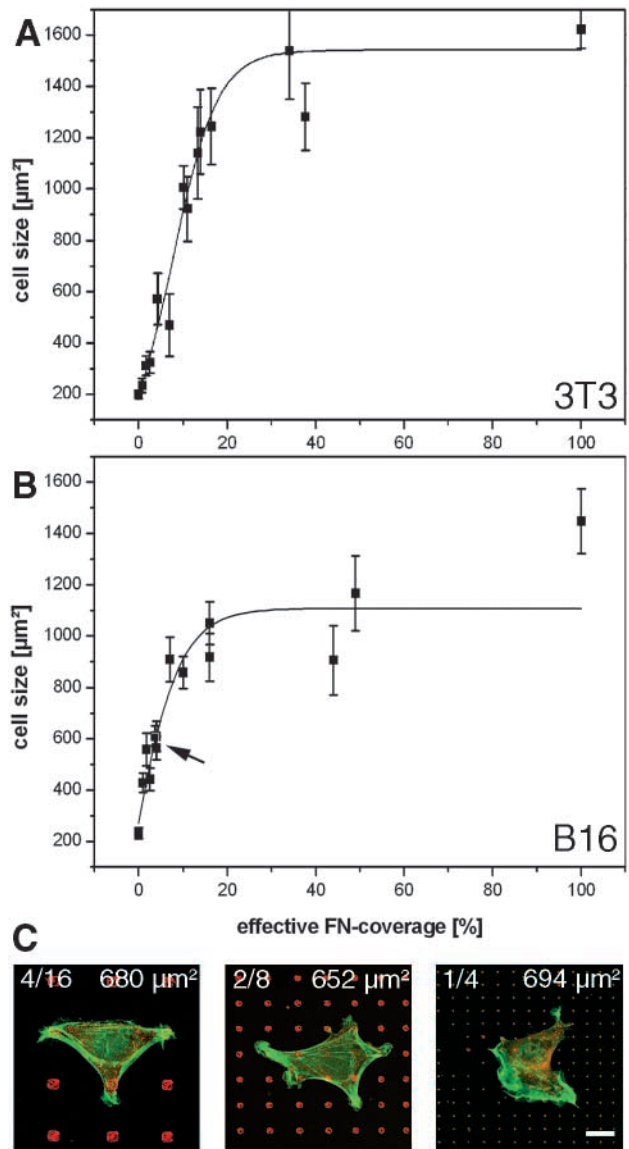 A
1600
1400
1200
1000
800
600
400
200
cell size [µm²]
0 20 40 60 80 100
3T3
B
1600
1400
1200
1000
800
600
400
200
cell size [µm²]
0 20 40 60 80 100
B16
effective FN-coverage [%]
C
4/16 680 µm²
2/8 652 µm²
1/4 694 µm²